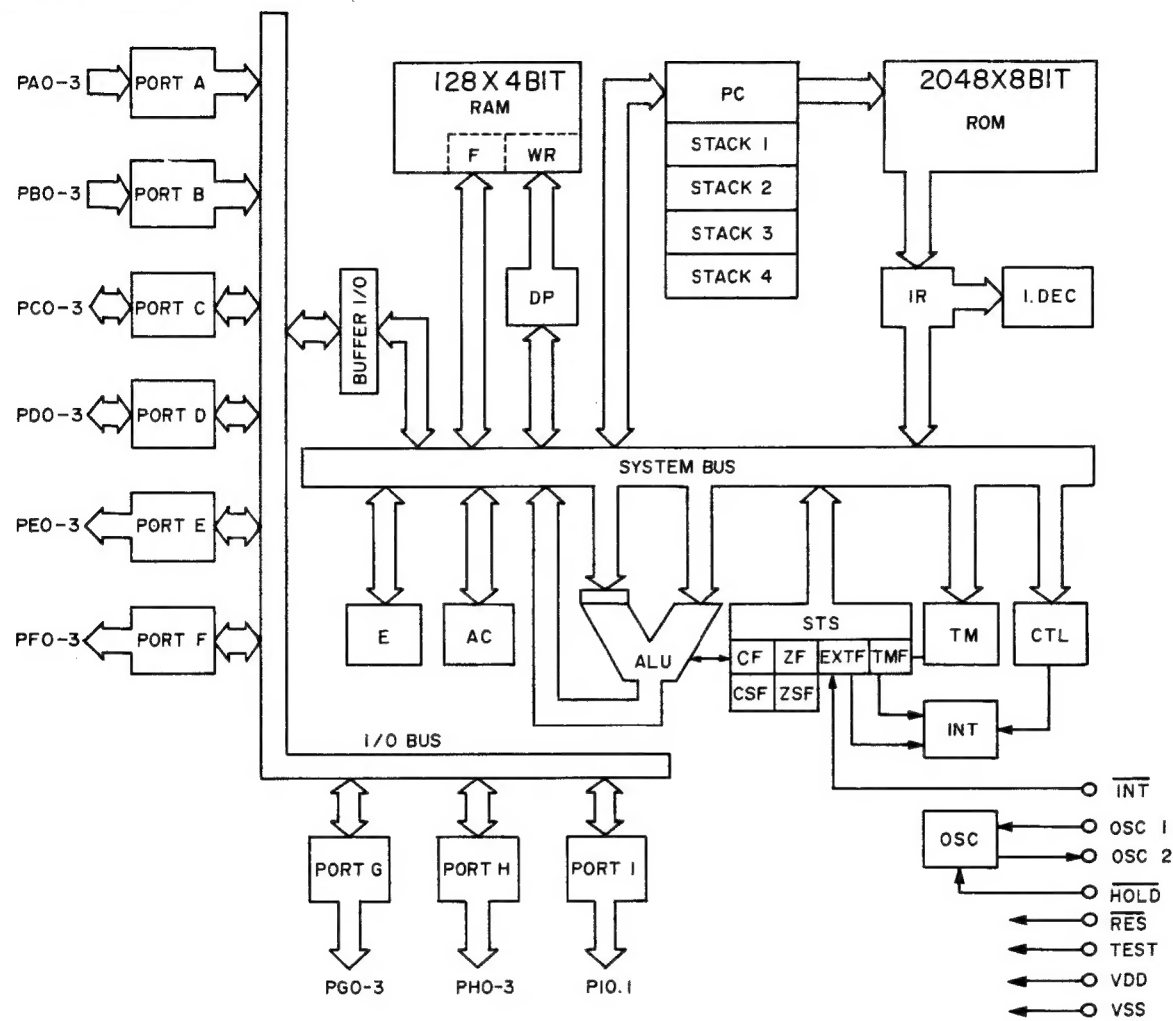 PA0-3
PORT A
PB0-3
PORT B
PC0-3
PORT C
PD0-3
PORT D
PE0-3
PORT E
PF0-3
PORT F
BUFFER I/O
128X4BIT
RAM
F
WR
DP
PC
STACK 1
STACK 2
STACK 3
STACK 4
2048X8BIT
ROM
IR
I.DEC
SYSTEM BUS
E
AC
ALU
STS
CF
ZF
EXTF
TMF
CSF
ZSF
TM
CTL
INT
I/O BUS
PORT G
PORT H
PORT I
PG0-3
PH0-3
PI0.1
OSC
INT
OSC 1
OSC 2
HOLD
RES
TEST
VDD
VSS